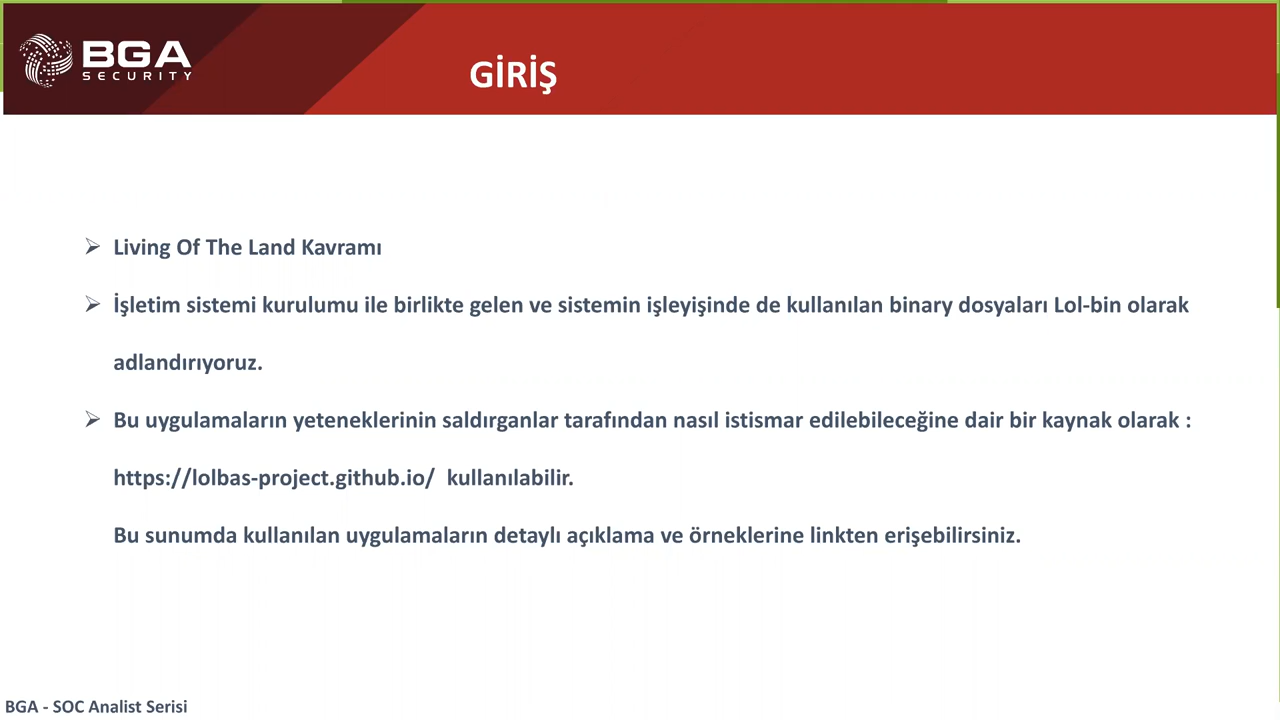 BGA
SECURITY
GİRİŞ
Living Of The Land Kavramı
İşletim sistemi kurulumu ile birlikte gelen ve sistemin işleyişinde de kullanılan binary dosyaları Lol-bin olarak
adlandırıyoruz.
Bu uygulamaların yeteneklerinin saldırganlar tarafından nasıl istismar edilebileceğine dair bir kaynak olarak :
https://lolbas-project.github.io/  kullanılabilir.
Bu sunumda kullanılan uygulamaların detaylı açıklama ve örneklerine linkten erişebilirsiniz.
BGA - SOC Analist Serisi